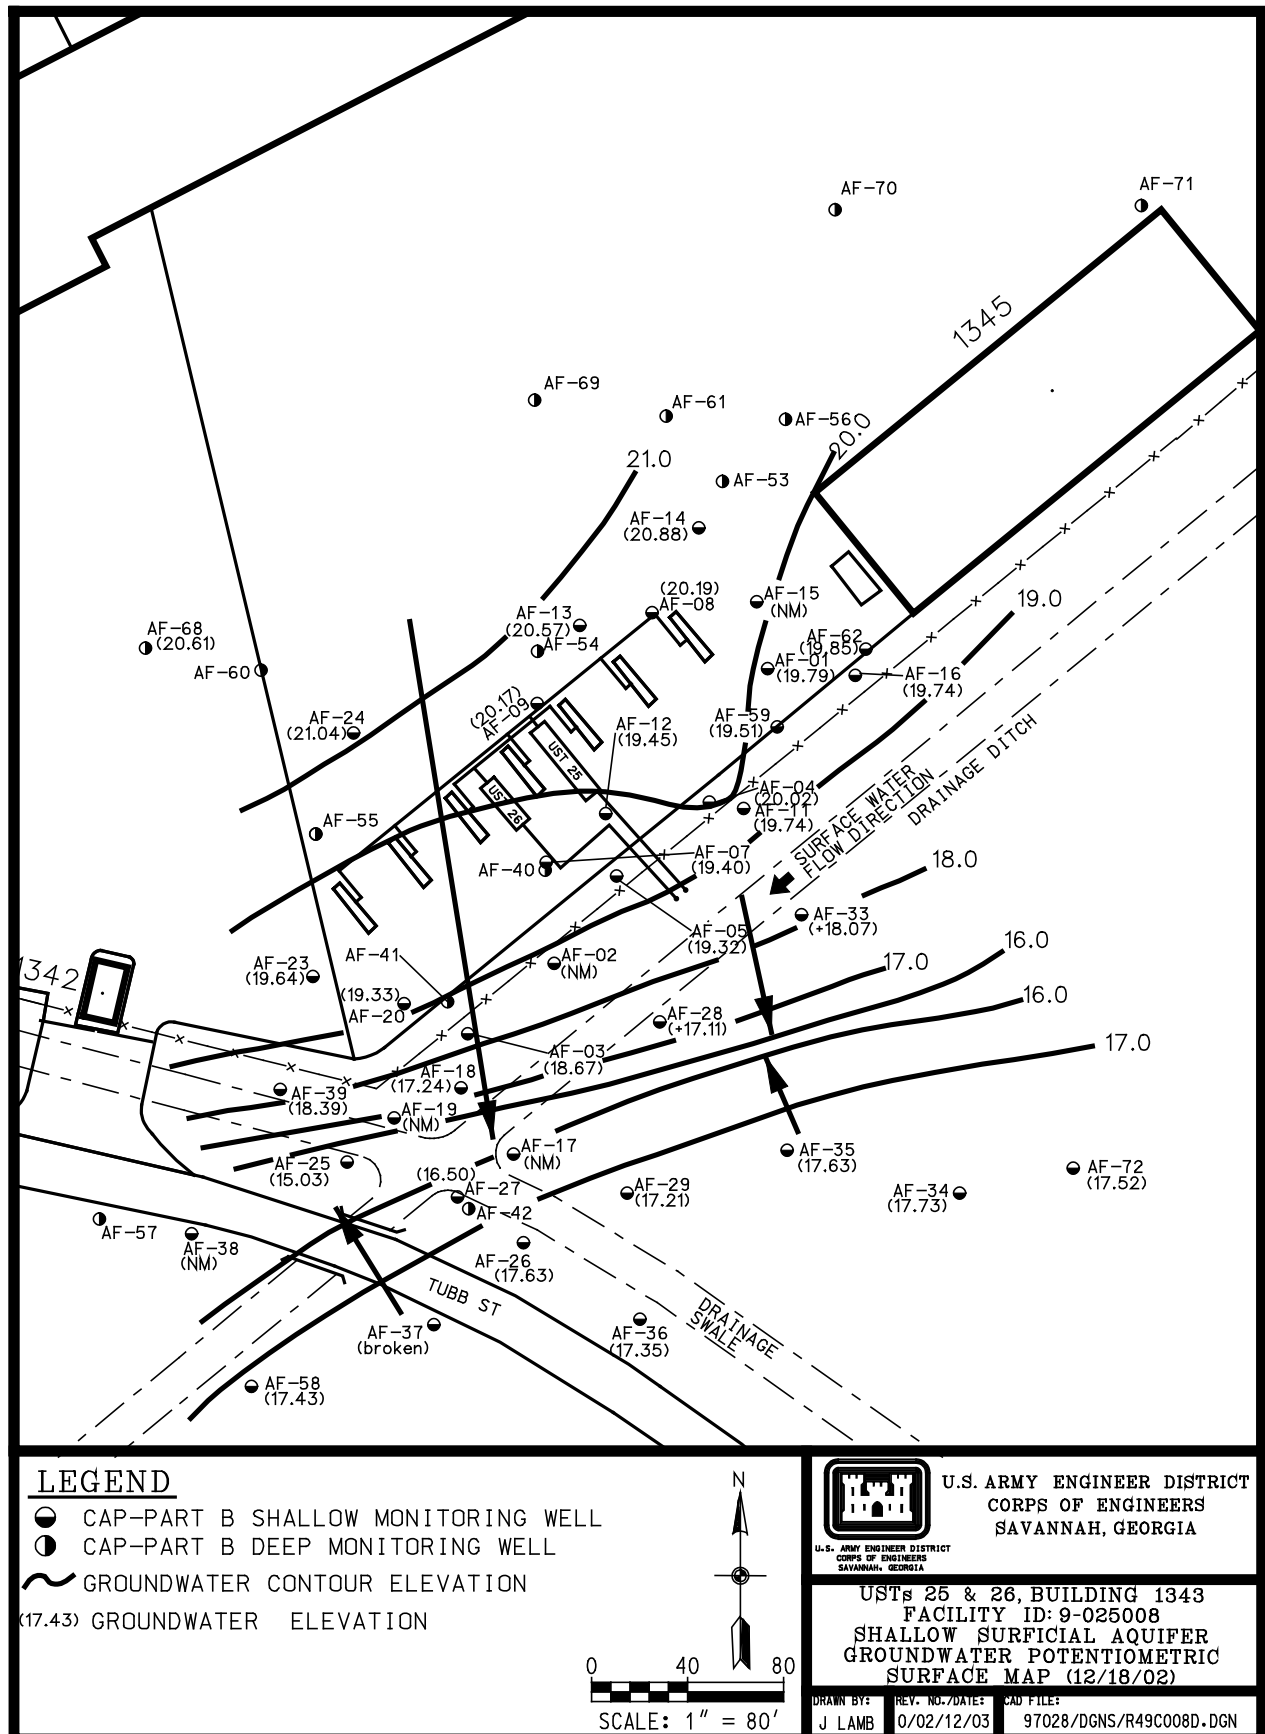 AF-70
AF-71
1345
AF-69
AF-61
AF-56
20.0
21.0
AF-53
AF-14
(20.88)
(20.19)
AF-08
AF-15
(NM)
19.0
AF-13
(20.57)
AF-54
AF-68
(20.61)
AF-62
(19.85)
AF-01
(19.79)
AF-16
(19.74)
AF-60
(20.17)
AF-09
AF-24
(21.04)
AF-12
(19.45)
AF-59
(19.51)
UST 25
UST 26
AF-04
(20.02)
AF-11
(19.74)
SURFACE WATER
FLOW DIRECTION
DRAINAGE DITCH
AF-55
AF-07
(19.40)
AF-40
18.0
AF-33
(+18.07)
AF-05
(19.32)
16.0
AF-41
AF-02
(NM)
17.0
1342
AF-23
(19.64)
(19.33)
AF-20
16.0
AF-28
(+17.11)
17.0
AF-03
(18.67)
AF-18
(17.24)
AF-39
(18.39)
AF-19
(NM)
AF-17
(NM)
AF-35
(17.63)
AF-25
(15.03)
(16.50)
AF-27
AF-72
(17.52)
AF-29
(17.21)
AF-34
(17.73)
AF-42
AF-57
AF-38
(NM)
AF-26
(17.63)
TUBB ST
DRAINAGE
SWALE
AF-37
(broken)
AF-36
(17.35)
AF-58
(17.43)
LEGEND
CAP-PART B SHALLOW MONITORING WELL
CAP-PART B DEEP MONITORING WELL
GROUNDWATER CONTOUR ELEVATION
(17.43) GROUNDWATER ELEVATION
N
0 40 80
SCALE: 1" = 80'
U.S. ARMY ENGINEER DISTRICT
CORPS OF ENGINEERS
SAVANNAH, GEORGIA
U.S. ARMY ENGINEER DISTRICT
CORPS OF ENGINEERS
SAVANNAH, GEORGIA
USTs 25 & 26, BUILDING 1343
FACILITY ID: 9-025008
SHALLOW SURFICIAL AQUIFER
GROUNDWATER POTENTIOMETRIC
SURFACE MAP (12/18/02)
DRAWN BY:
J LAMB
REV. NO./DATE:
0/02/12/03
CAD FILE:
97028/DGNS/R49C008D.DGN